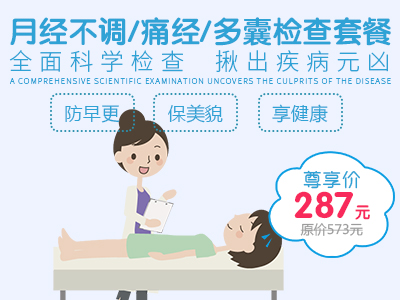 月经不调/痛经/多囊检查套餐
全面科学检查 揪出疾病元凶
A COMPREHENSIVE SCIENTIFIC EXAMINATION UNCOVERS THE CULPRITS OF THE DISEASE
防早更 保美貌 享健康
尊享价
287元
原价573元